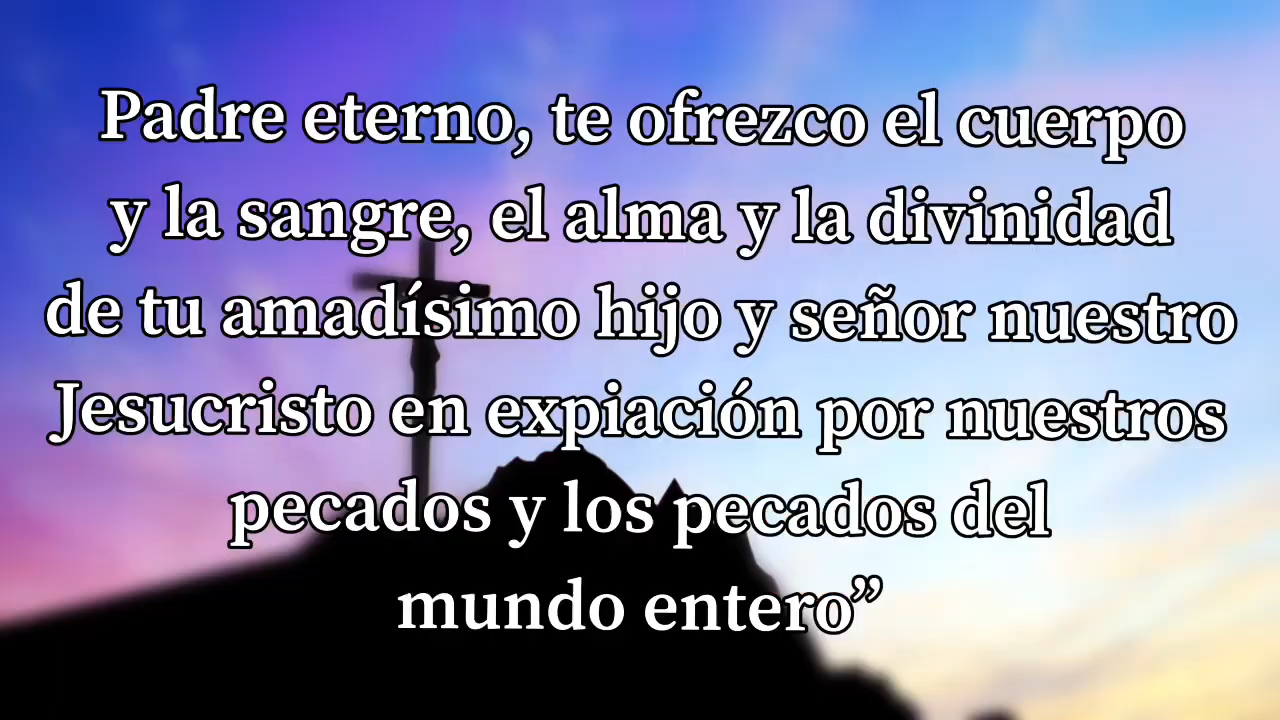 Padre eterno, te ofrezco el cuerpo
y la sangre, el alma y la divinidad
de tu amadísimo hijo y señor nuestro
Jesucristo en expiación por nuestros
pecados y los pecados del
mundo entero”